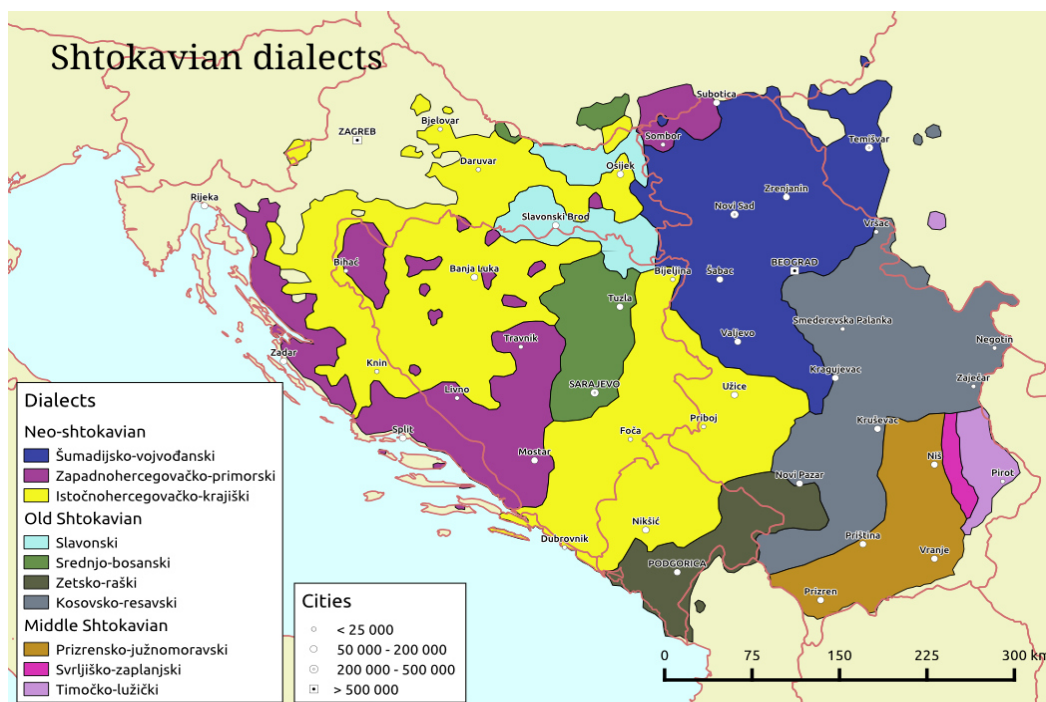 Shtokavian dialects
Subotica
Bjelovar
ZAGREB
Sombor
Temišvar
Daruvar
Osijek
Zrenjanin
Rijeka
Novi Sad
Slavonski Brod
Vršac
Bihać
Banja Luka
Bijeljina
Šabac
BEOGRAD
Tuzla
Smederevska Palanka
Valjevo
Travnik
Negotin
Zadar
Knin
Kragujevac
Zaječar
SARAJEVO
Užice
Livno
Priboj
Kruševac
Split
Foča
Mostar
Niš
Novi Pazar
Pirot
Nikšić
Dubrovnik
Priština
Vranje
PODGORICA
Prizren
Dialects
Neo-shtokavian
Šumadijsko-vojvođanski
Zapadnohercegovačko-primorski
Istočnohercegovačko-krajiški
Old Shtokavian
Slavonski
Srednjo-bosanski
Zetsko-raški
Kosovsko-resavski
Middle Shtokavian
Prizrensko-južnomoravski
Svrljiško-zaplanjski
Timočko-lužički
Cities
< 25 000
50 000 - 200 000
200 000 - 500 000
> 500 000
0 75 150 225 300 km